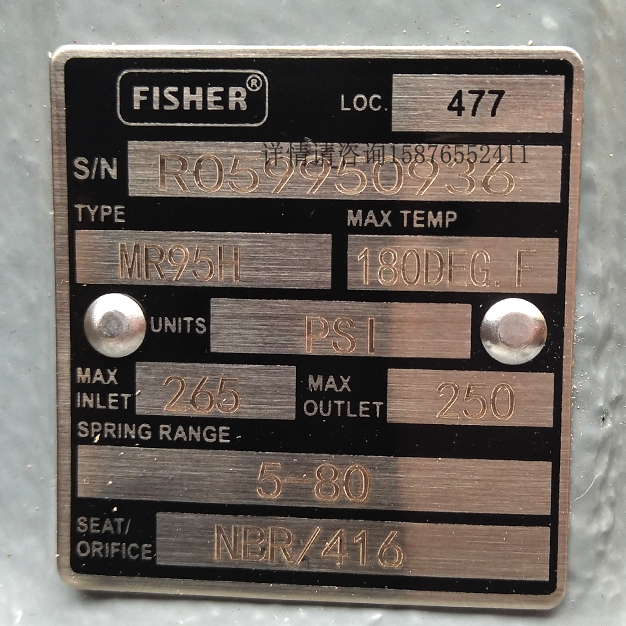 FISHER®
LOC. 477
详情请咨询15876552411
S/N R059950936
TYPE MAX TEMP
MR95H 180DEG.F
UNITS PSI
MAX INLET 265 MAX OUTLET 250
SPRING RANGE
5-80
SEAT/ORIFICE NBR/416